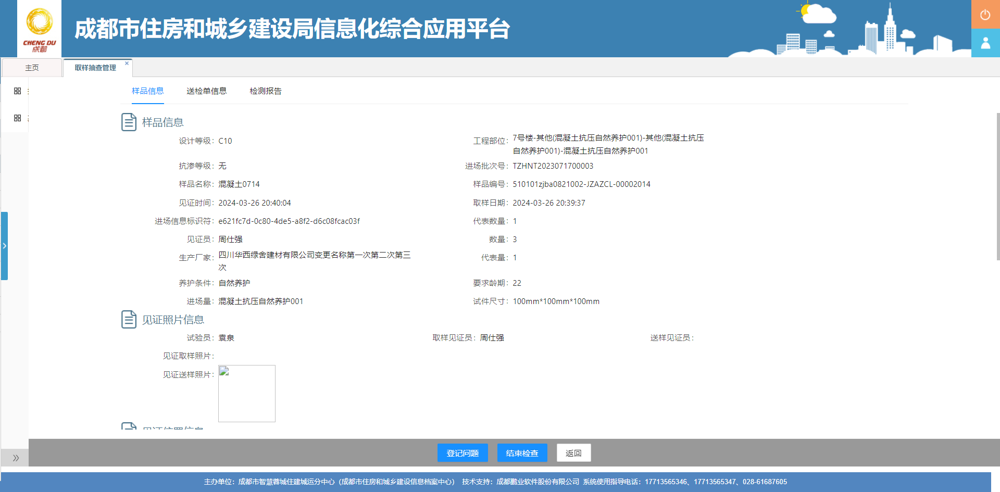 CHENG DU
成都
成都市住房和城乡建设局信息化综合应用平台
主页
取样抽查管理
样品信息 送检单信息 检测报告
样品信息
设计等级： C10
工程部位： 7号楼-其他(混凝土抗压自然养护001)-其他(混凝土抗压
自然养护001)-混凝土抗压自然养护001
抗渗等级： 无
进场批次号： TZHNT2023071700003
样品名称： 混凝土0714
样品编号： 510101zjba0821002-JZAZCL-00002014
见证时间： 2024-03-26 20:40:04
取样日期： 2024-03-26 20:39:37
进场信息标识符： e621fc7d-0c80-4de5-a8f2-d6c08fcac03f
代表数量： 1
见证员： 周仕强
数量： 3
生产厂家： 四川华西绿舍建材有限公司变更名称第一次第二次第三
次
代表量： 1
养护条件： 自然养护
要求龄期： 22
进场量： 混凝土抗压自然养护001
试件尺寸： 100mm*100mm*100mm
见证照片信息
试验员： 袁泉
取样见证员： 周仕强
送样见证员：
见证取样照片：
见证送样照片：
登记问题 结束检查 返回
主办单位：成都市智慧蓉城住建城运分中心（成都市住房和城乡建设信息档案中心） 技术支持：成都鹏业软件股份有限公司 系统使用指导电话：17713565346、17713565347、028-61687605